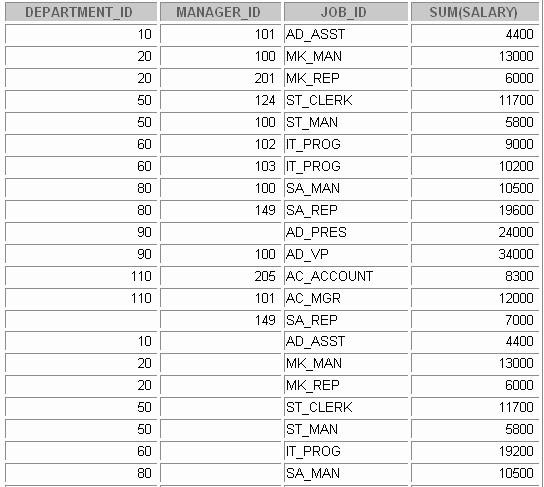 DEPARTMENT_ID MANAGER_ID JOB_ID SUM(SALARY)
10 101 AD_ASST 4400
20 100 MK_MAN 13000
20 201 MK_REP 6000
50 124 ST_CLERK 11700
50 100 ST_MAN 5800
60 102 IT_PROG 9000
60 103 IT_PROG 10200
80 100 SA_MAN 10500
80 149 SA_REP 19600
90 AD_PRES 24000
90 100 AD_VP 34000
110 205 AC_ACCOUNT 8300
110 101 AC_MGR 12000
149 SA_REP 7000
10 AD_ASST 4400
20 MK_MAN 13000
20 MK_REP 6000
50 ST_CLERK 11700
50 ST_MAN 5800
60 IT_PROG 19200
80 SA_MAN 10500